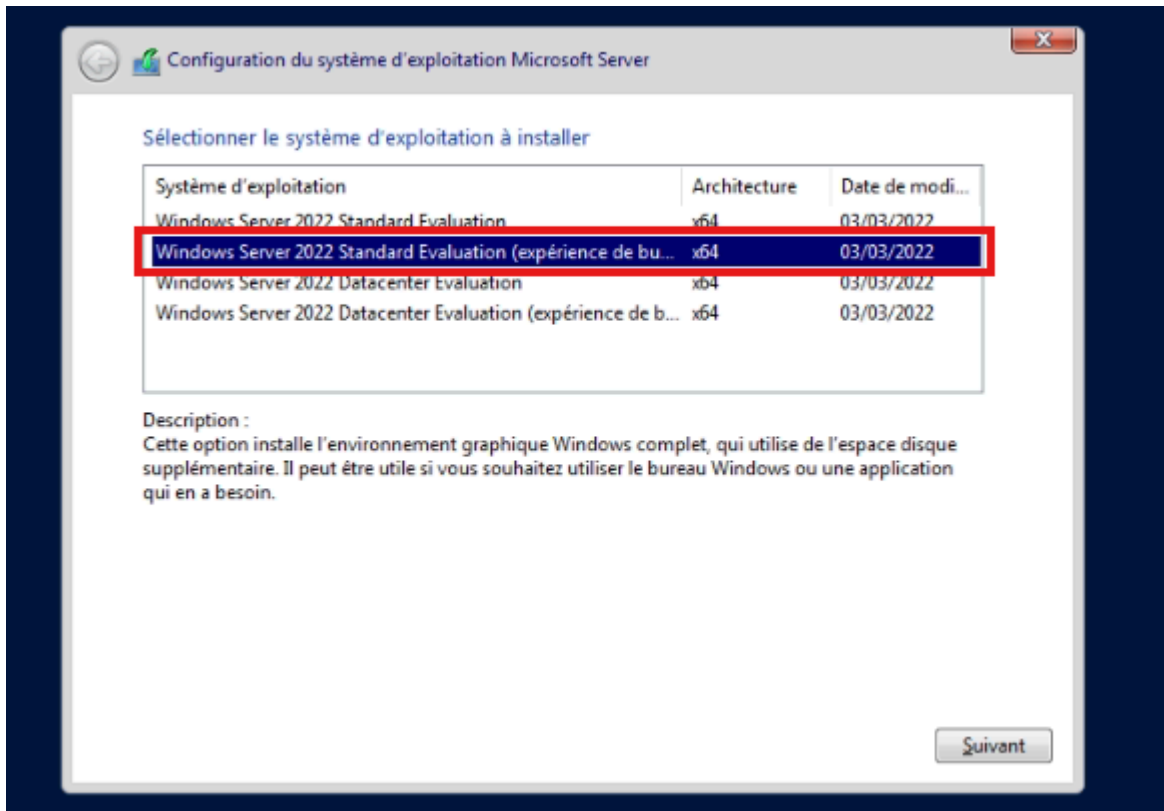 Configuration du système d'exploitation Microsoft Server
Sélectionner le système d'exploitation à installer
Système d'exploitation Architecture Date de modi...
Windows Server 2022 Standard Evaluation x64 03/03/2022
Windows Server 2022 Standard Evaluation (expérience de bu... x64 03/03/2022
Windows Server 2022 Datacenter Evaluation x64 03/03/2022
Windows Server 2022 Datacenter Evaluation (expérience de b... x64 03/03/2022
Description :
Cette option installe l'environnement graphique Windows complet, qui utilise de l'espace disque
supplémentaire. Il peut être utile si vous souhaitez utiliser le bureau Windows ou une application
qui en a besoin.
Suivant